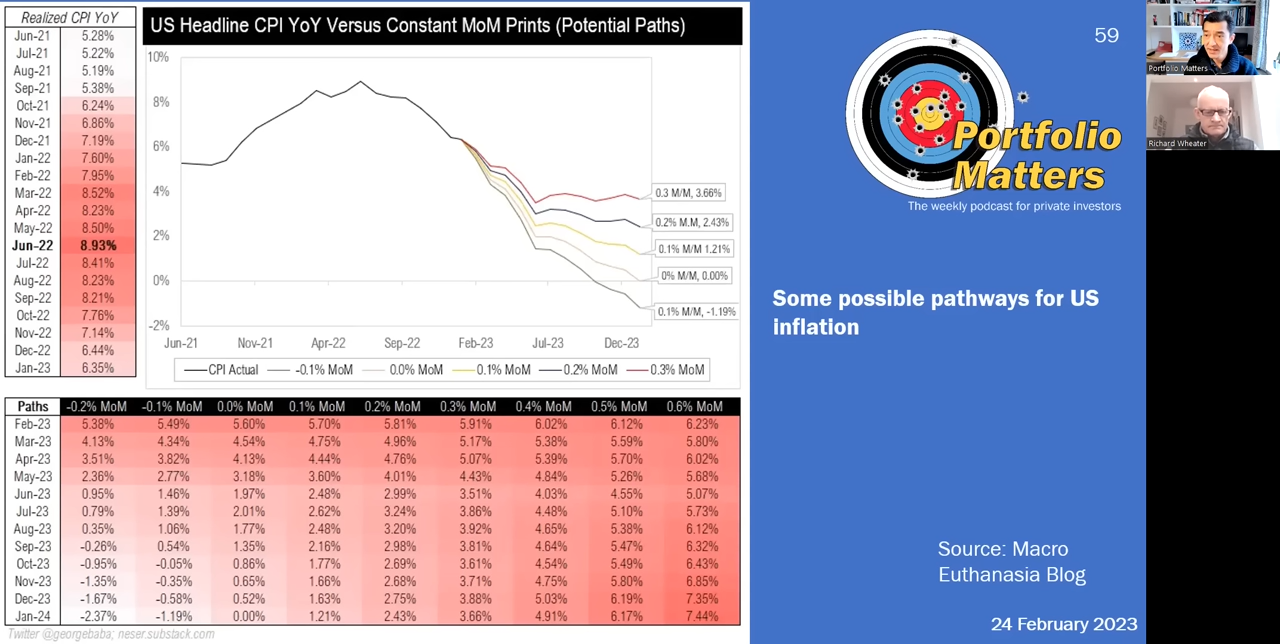 Realized CPI YoY
Jun-21 5.28%
Jul-21 5.22%
Aug-21 5.19%
Sep-21 5.38%
Oct-21 6.24%
Nov-21 6.86%
Dec-21 7.19%
Jan-22 7.60%
Feb-22 7.95%
Mar-22 8.52%
Apr-22 8.23%
May-22 8.50%
Jun-22 8.93%
Jul-22 8.41%
Aug-22 8.23%
Sep-22 8.21%
Oct-22 7.76%
Nov-22 7.14%
Dec-22 6.44%
Jan-23 6.35%
US Headline CPI YoY Versus Constant MoM Prints (Potential Paths)
10%
8%
6%
4%
2%
0%
-2%
0.3 M/M, 3.66%
0.2% M.M, 2.43%
0.1% M/M 1.21%
0% M/M, 0.00%
0.1% M/M, -1.19%
Jun-21 Nov-21 Apr-22 Sep-22 Feb-23 Jul-23 Dec-23
CPI Actual -0.1% MoM 0.0% MoM 0.1% MoM 0.2% MoM 0.3% MoM
Paths -0.2% MoM -0.1% MoM 0.0% MoM 0.1% MoM 0.2% MoM 0.3% MoM 0.4% MoM 0.5% MoM 0.6% MoM
Feb-23 5.38% 5.49% 5.60% 5.70% 5.81% 5.91% 6.02% 6.12% 6.23%
Mar-23 4.13% 4.34% 4.54% 4.75% 4.96% 5.17% 5.38% 5.59% 5.80%
Apr-23 3.51% 3.82% 4.13% 4.44% 4.76% 5.07% 5.39% 5.70% 6.02%
May-23 2.36% 2.77% 3.18% 3.60% 4.01% 4.43% 4.84% 5.26% 5.68%
Jun-23 0.95% 1.46% 1.97% 2.48% 2.99% 3.51% 4.03% 4.55% 5.07%
Jul-23 0.79% 1.39% 2.01% 2.62% 3.24% 3.86% 4.48% 5.10% 5.73%
Aug-23 0.35% 1.06% 1.77% 2.48% 3.20% 3.92% 4.65% 5.38% 6.12%
Sep-23 -0.26% 0.54% 1.35% 2.16% 2.98% 3.81% 4.64% 5.47% 6.32%
Oct-23 -0.95% -0.05% 0.86% 1.77% 2.69% 3.61% 4.54% 5.49% 6.43%
Nov-23 -1.35% -0.35% 0.65% 1.66% 2.68% 3.71% 4.75% 5.80% 6.85%
Dec-23 -1.67% -0.58% 0.52% 1.63% 2.75% 3.88% 5.03% 6.19% 7.35%
Jan-24 -2.37% -1.19% 0.00% 1.21% 2.43% 3.66% 4.91% 6.17% 7.44%
Twitter @georgebaba; neser.substack.com
59
Portfolio
Matters
The weekly podcast for private investors
Some possible pathways for US
inflation
Source: Macro
Euthanasia Blog
24 February 2023
Portfolio Matters
Richard Wheater